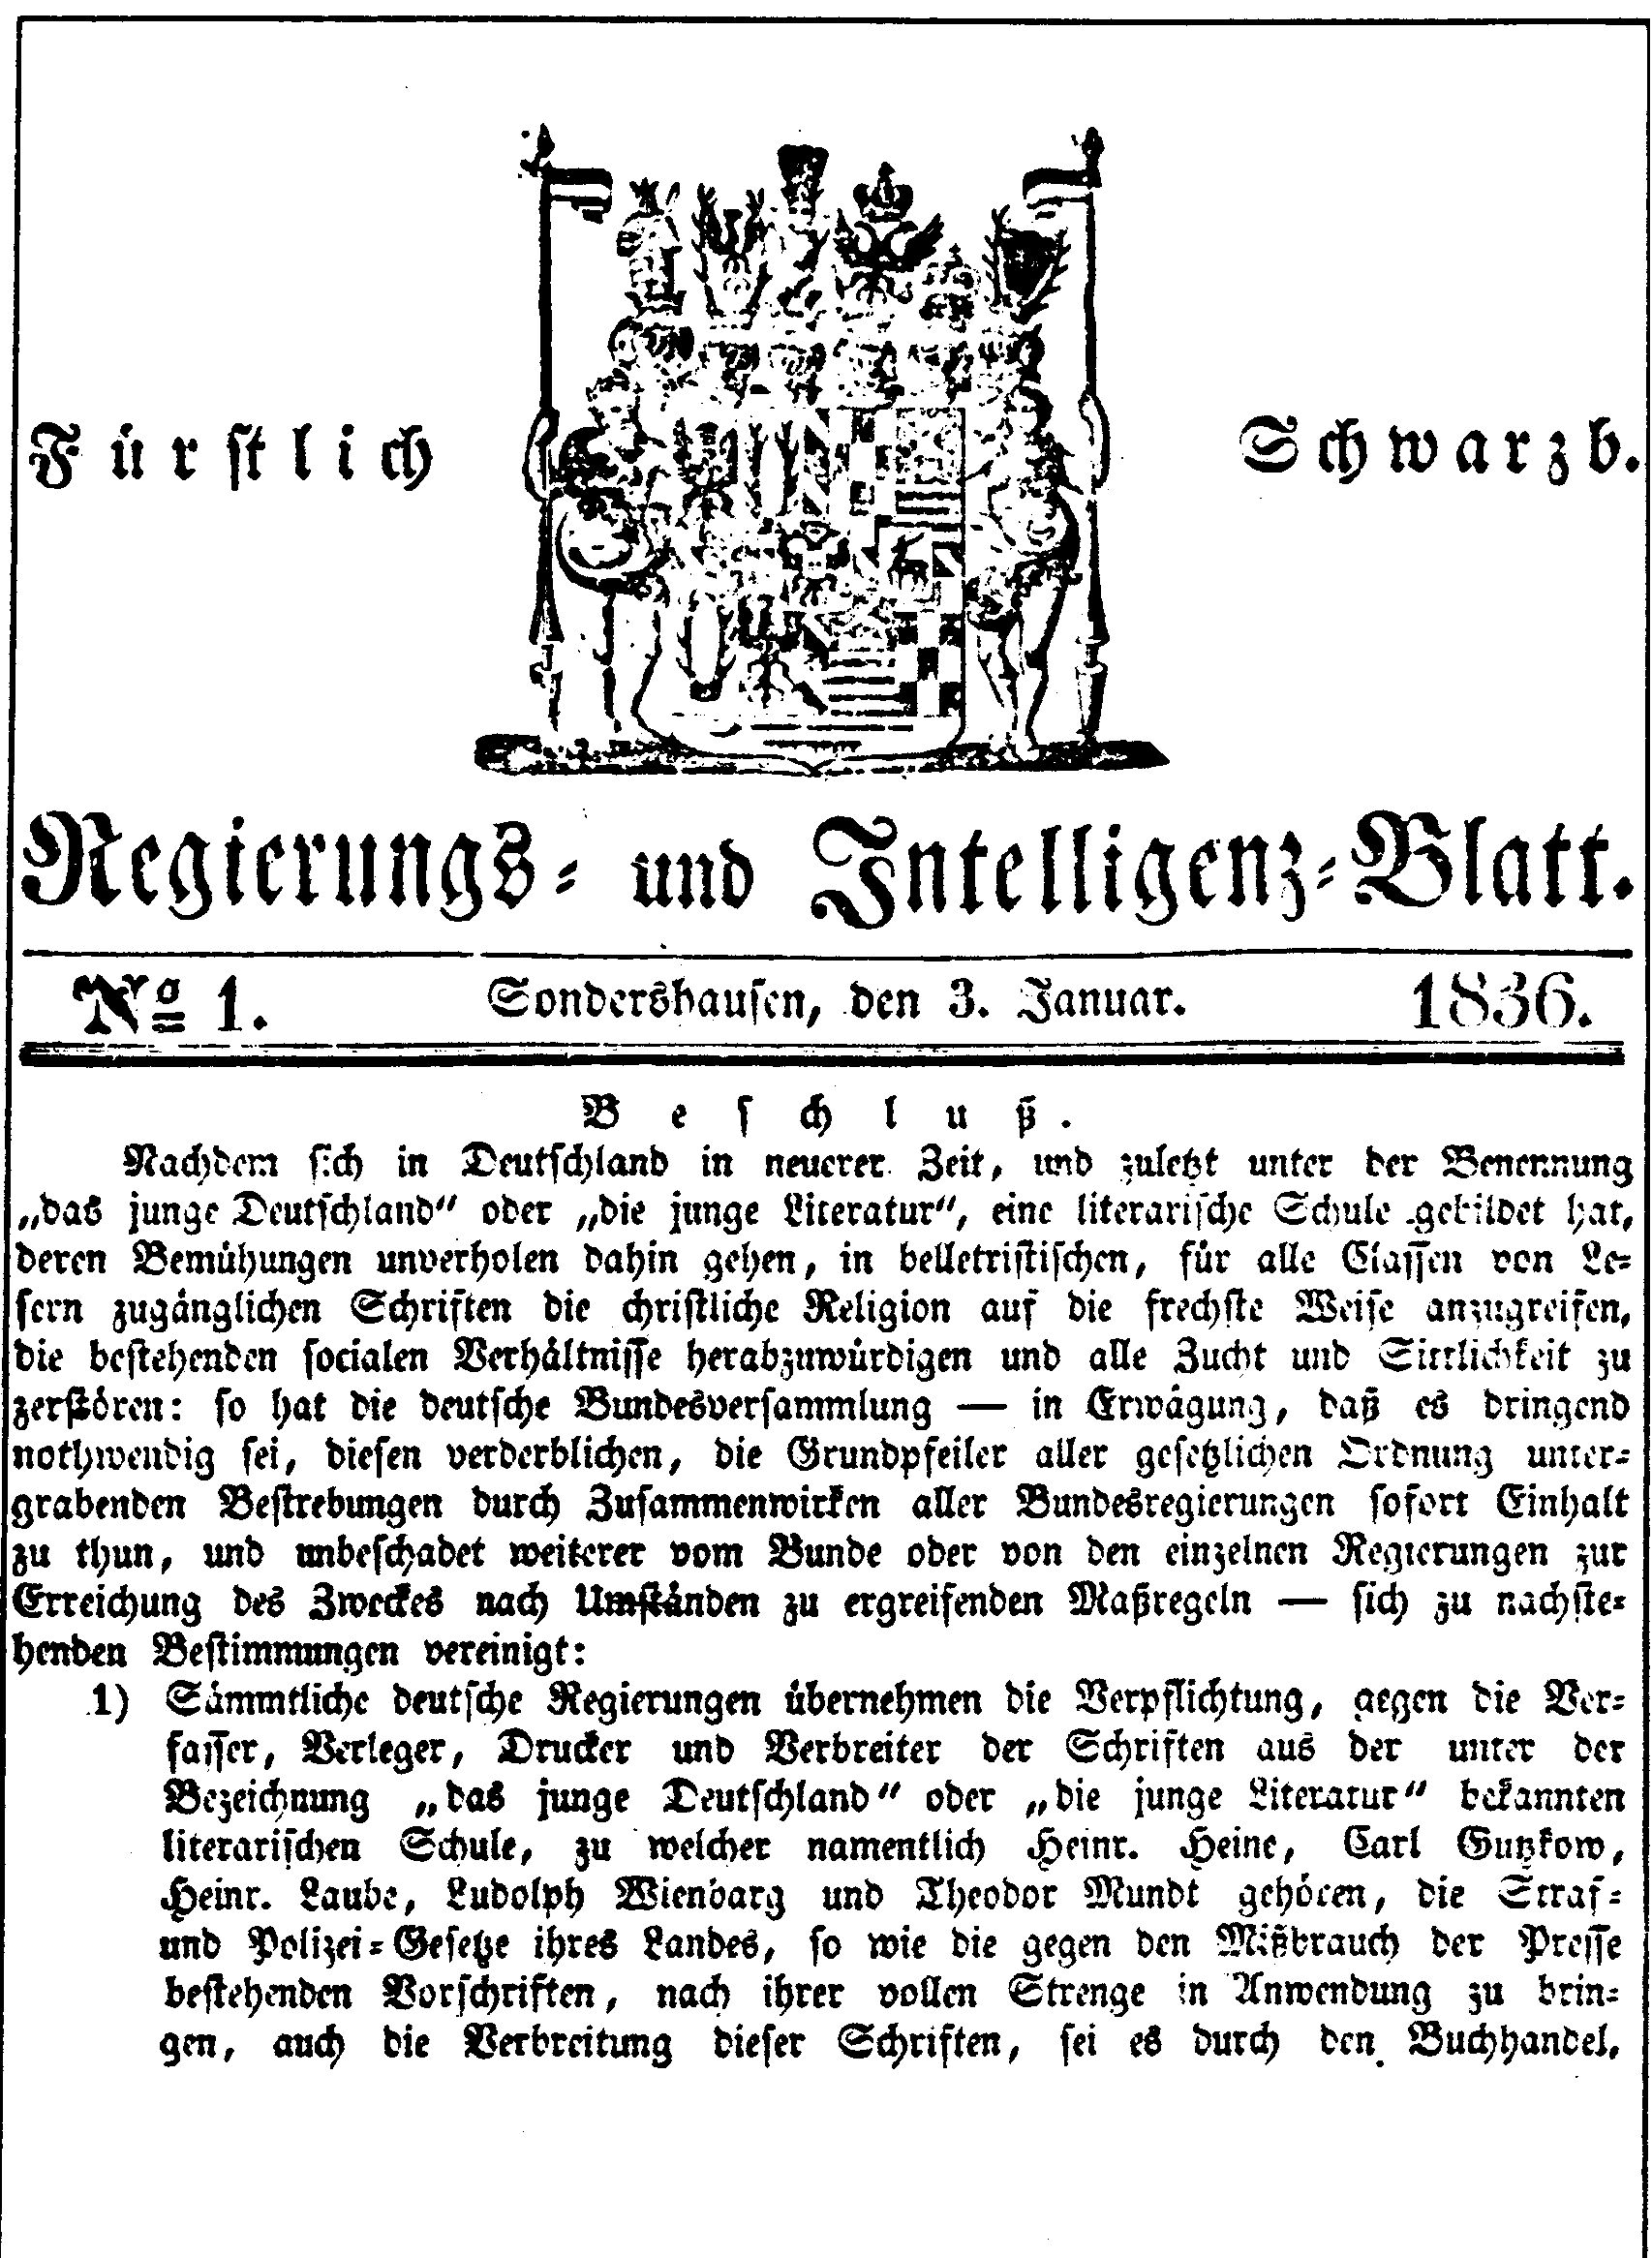 Fürstlich Schwarzb.
Regierungs- und Intelligenz-Blatt.
No 1. Sondershausen, den 3. Januar. 1836.
Beschluß.
Nachdem sich in Deutschland in neuerer Zeit, und zuletzt unter der Benennung
„das junge Deutschland“ oder „die junge Literatur“, eine literarische Schule gebildet hat,
deren Bemühungen unverholen dahin gehen, in belletristischen, für alle Classen von Le-
sern zugänglichen Schriften die christliche Religion auf die frechste Weise anzugreifen,
die bestehenden socialen Verhältnisse herabzuwürdigen und alle Zucht und Sittlichkeit zu
zerstören: so hat die deutsche Bundesversammlung — in Erwägung, daß es dringend
nothwendig sei, diesen verderblichen, die Grundpfeiler aller gesetzlichen Ordnung unter-
grabenden Bestrebungen durch Zusammenwirken aller Bundesregierungen sofort Einhalt
zu thun, und unbeschadet weiterer vom Bunde oder von den einzelnen Regierungen zur
Erreichung des Zweckes nach Umständen zu ergreifenden Maßregeln — sich zu nachste-
henden Bestimmungen vereinigt:
1) Sämmtliche deutsche Regierungen übernehmen die Verpflichtung, gegen die Ver-
fasser, Verleger, Drucker und Verbreiter der Schriften aus der unter der
Bezeichnung „das junge Deutschland“ oder „die junge Literatur“ bekannten
literarischen Schule, zu welcher namentlich Heinr. Heine, Carl Gutzkow,
Heinr. Laube, Ludolph Wienbarg und Theodor Mundt gehören, die Straf-
und Polizei-Gesetze ihres Landes, so wie die gegen den Mißbrauch der Presse
bestehenden Vorschriften, nach ihrer vollen Strenge in Anwendung zu brin-
gen, auch die Verbreitung dieser Schriften, sei es durch den Buchhandel,